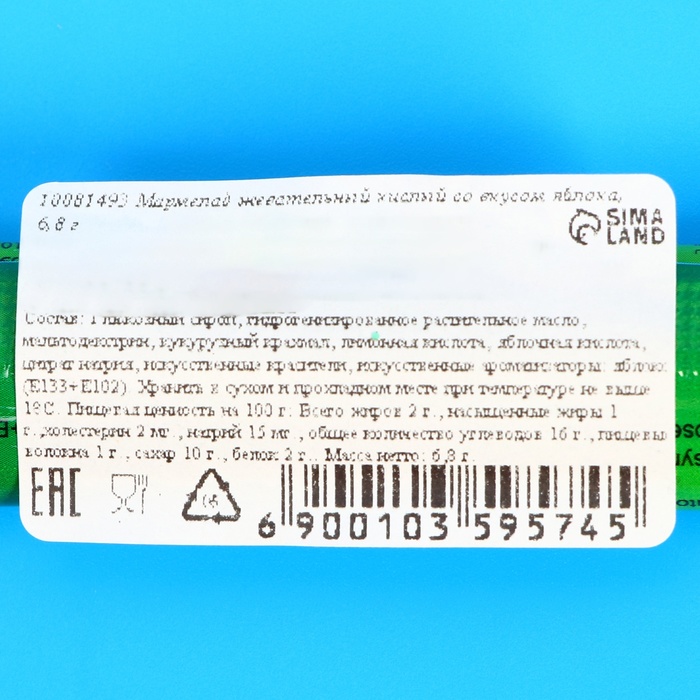 10081493 Мармелад жевательный кислый со вкусом яблока,
6,8 г
SIMA
LAND
Состав: Глюкозный сироп, гидрогенизированное растительное масло,
мальтодекстрин, кукурузный крахмал, лимонная кислота, яблочная кислота,
цитрат натрия, искусственные красители, искусственные ароматизаторы: яблоко
(E133+E102). Хранить в сухом и прохладном месте при температуре не выше
18С. Пищевая ценность на 100 г: Всего жиров 2 г., насыщенные жиры 1
г., холестерин 2 мг., натрий 15 мг., общее количество углеводов 16 г., пищевые
волокна 1 г., сахар 10 г., белок 2 г.. Масса нетто: 6,8 г.
EAC
6 900103 595745